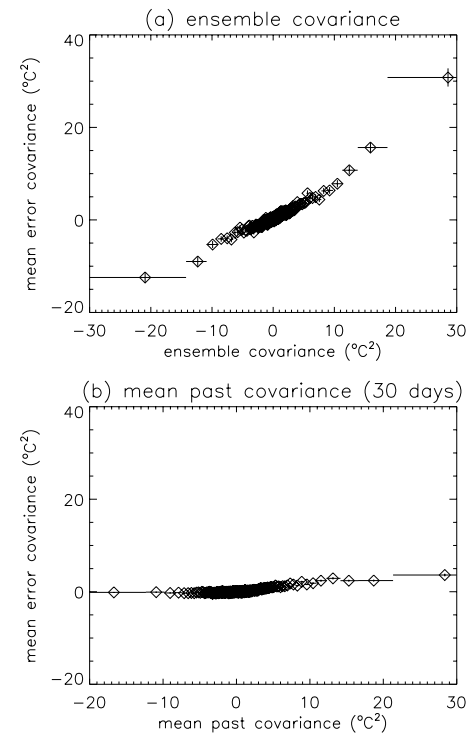 (a) ensemble covariance
40
20
0
−20
mean error covariance (°C²)
−30 −20 −10 0 10 20 30
ensemble covariance (°C²)
(b) mean past covariance (30 days)
40
20
0
−20
mean error covariance (°C²)
−20 −10 0 10 20 30
mean past covariance (°C²)